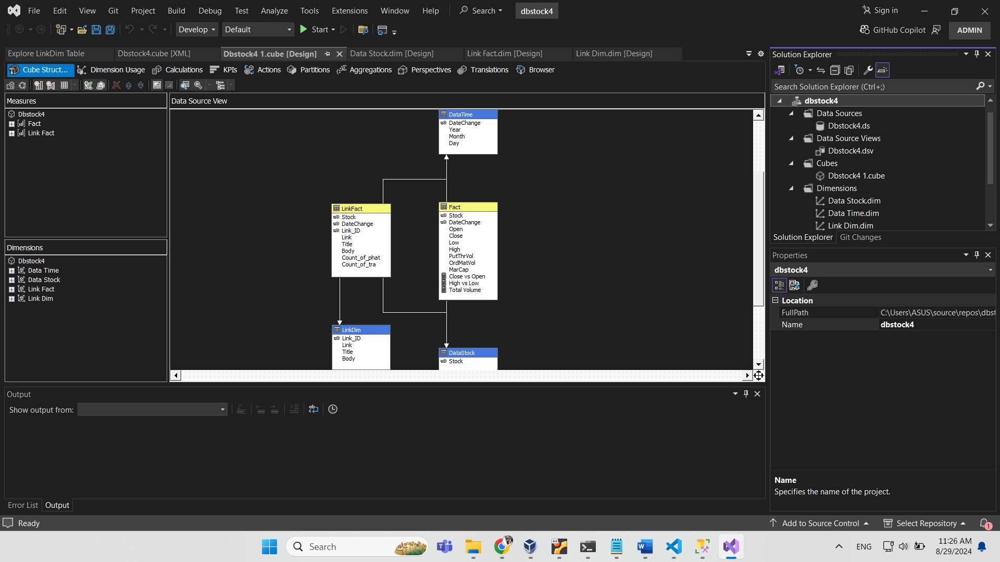 File Edit View Git Project Build Debug Test Analyze Tools Extensions Window Help Search dbstock4 Sign in
Develop Default Start GitHub Copilot ADMIN
Explore LinkDim Table Dbstock4.cube [XML] Dbstock4 1.cube [Design] Data Stock.dim [Design] Link Fact.dim [Design] Link Dim.dim [Design]
Cube Struct... Dimension Usage Calculations KPIs Actions Partitions Aggregations Perspectives Translations Browser
Measures
Dbstock4
Fact
Link Fact
Dimensions
Dbstock4
Data Time
Data Stock
Link Fact
Link Dim
Data Source View
DataTime
DateChange
Year
Month
Day
LinkFact
Stock
DateChange
Link_ID
Link
Title
Body
Count_of_phat
Count_of_tra
Fact
Stock
DateChange
Open
Close
Low
High
PutThrVol
OrdMatVol
MarCap
Close vs Open
High vs Low
Total Volume
LinkDim
Link_ID
Link
Title
Body
DataStock
Stock
Output
Show output from:
Error List Output
Solution Explorer
Search Solution Explorer (Ctrl+;)
dbstock4
Data Sources
Dbstock4.ds
Data Source Views
Dbstock4.dsv
Cubes
Dbstock4 1.cube
Dimensions
Data Stock.dim
Data Time.dim
Link Dim.dim
Solution Explorer Git Changes
Properties
dbstock4
Location
FullPath C:\Users\ASUS\source\repos\dbst
Name dbstock4
Name
Specifies the name of the project.
Ready Add to Source Control Select Repository 1
Search 64 ENG 11:26 AM
8/29/2024